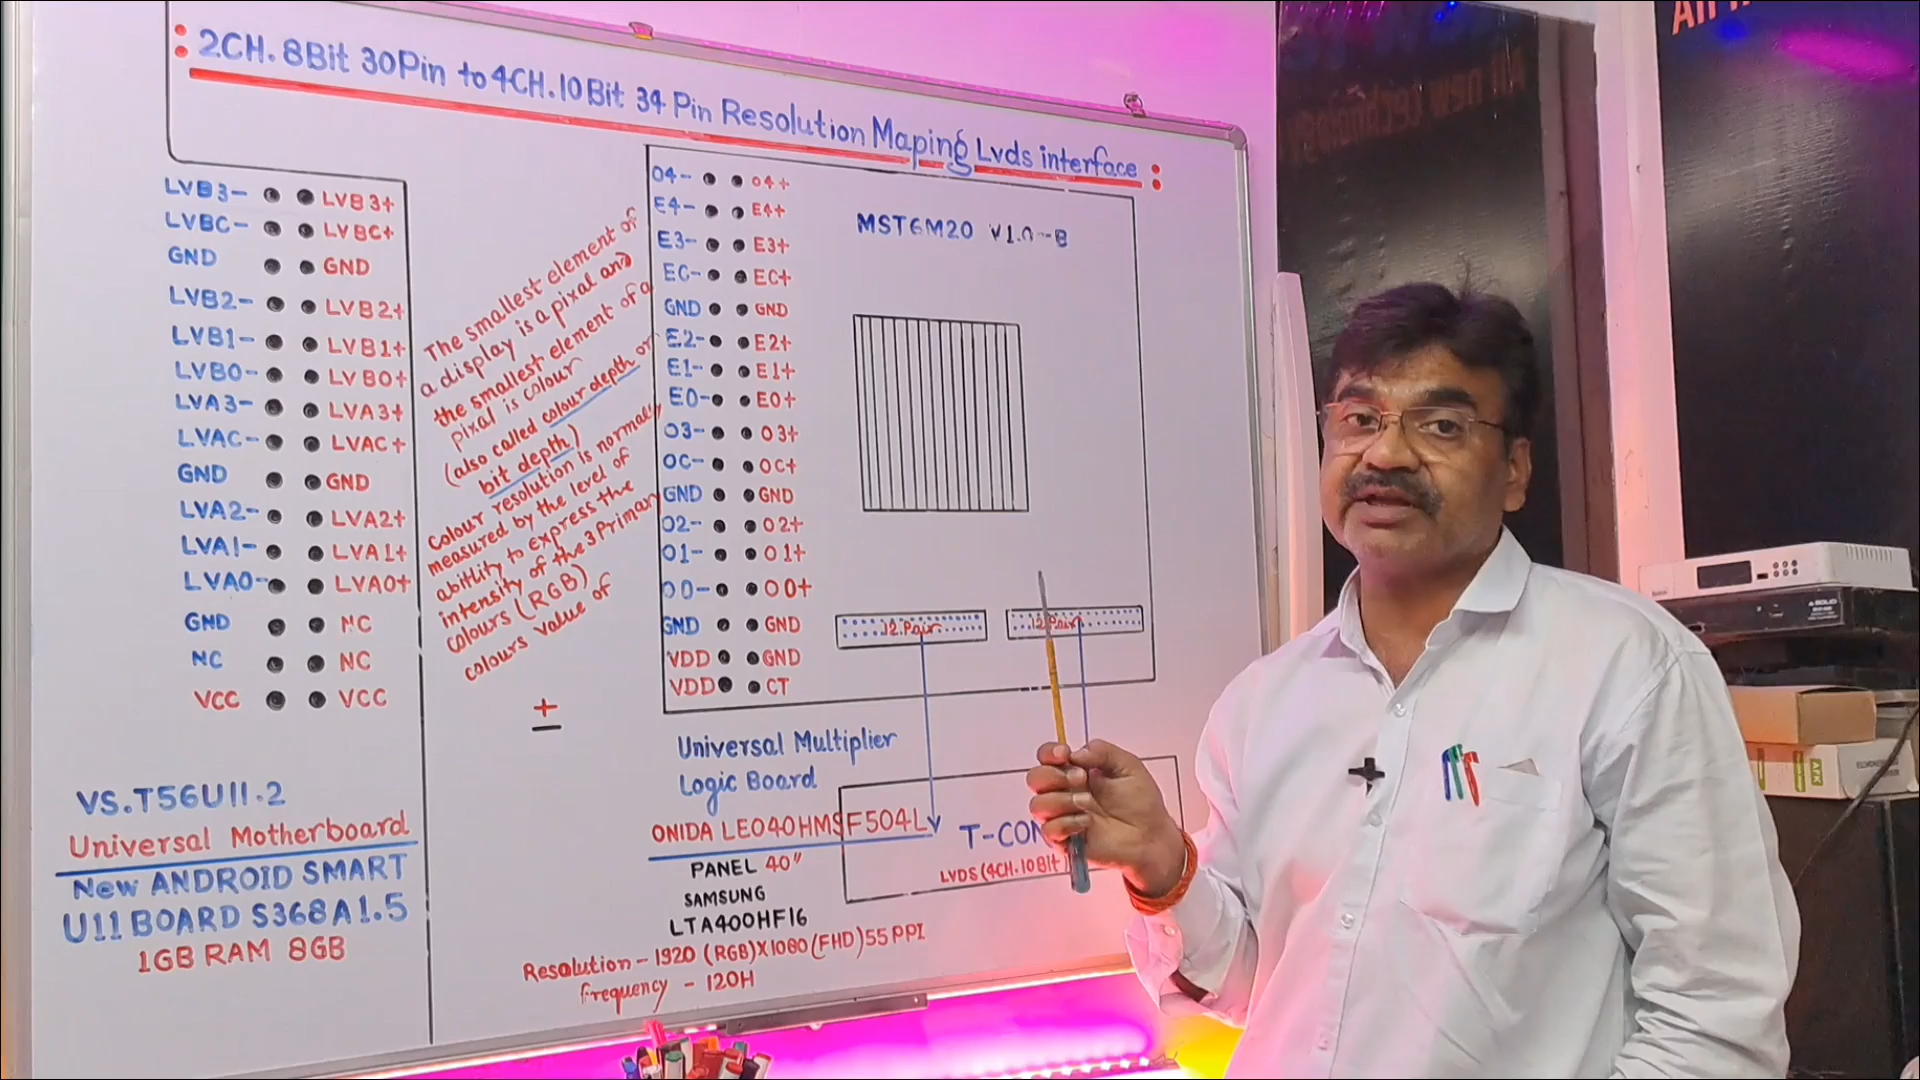 : 2CH. 8Bit 30Pin to 4CH.10Bit 34 Pin Resolution Maping Lvds interface :
LVB3- LVB3+
LVBC- LVBC+
GND GND
LVB2- LVB2+
LVB1- LVB1+
LVB0- LVB0+
LVA3- LVA3+
LVAC- LVAC+
GND GND
LVA2- LVA2+
LVA1- LVA1+
LVA0- LVA0+
GND NC
NC NC
VCC VCC
VS.T56U11.2
Universal Motherboard
New ANDROID SMART
U11 BOARD S368A1.5
1GB RAM 8GB
The smallest element of
a display is a pixal and
the smallest element of a
pixal is colour
(also called colour depth or
bit depth)
Colour resolution is normally
measured by the level of
abitlity to express the
intensity of the 3 Primary
Colours (RGB)
colours value of
+
-
O4- O4+
E4- E4+
E3- E3+
EC- EC+
GND GND
E2- E2+
E1- E1+
E0- E0+
O3- O3+
OC- OC+
GND GND
O2- O2+
O1- O1+
O0- O0+
GND GND
VDD GND
VDD CT
MST6M20 V1.0--B
12.Pair
12.Pair
Universal Multiplier
Logic Board
ONIDA LEO40HMSF504L
PANEL 40"
SAMSUNG
LTA400HF16
Resolution - 1920 (RGB)X1080 (FHD) 55 PPI
frequency - 120H
T-CON
LVDS (4CH.10Bit)
All new technology
SOLID
AFK